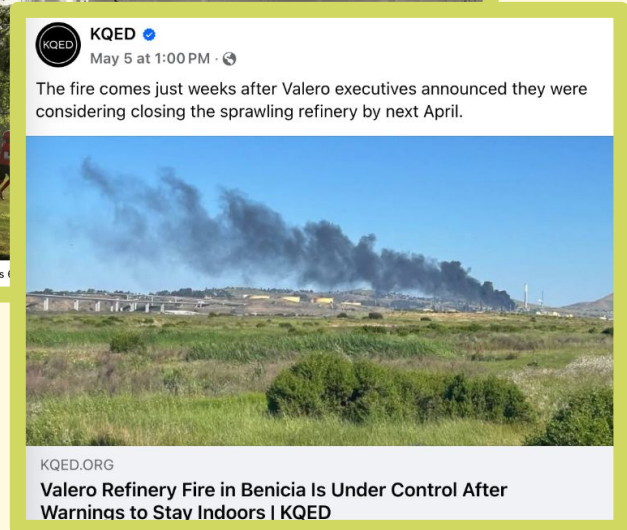 KQED
KQED
May 5 at 1:00 PM ·
The fire comes just weeks after Valero executives announced they were
considering closing the sprawling refinery by next April.
KQED.ORG
Valero Refinery Fire in Benicia Is Under Control After
Warnings to Stay Indoors | KQED